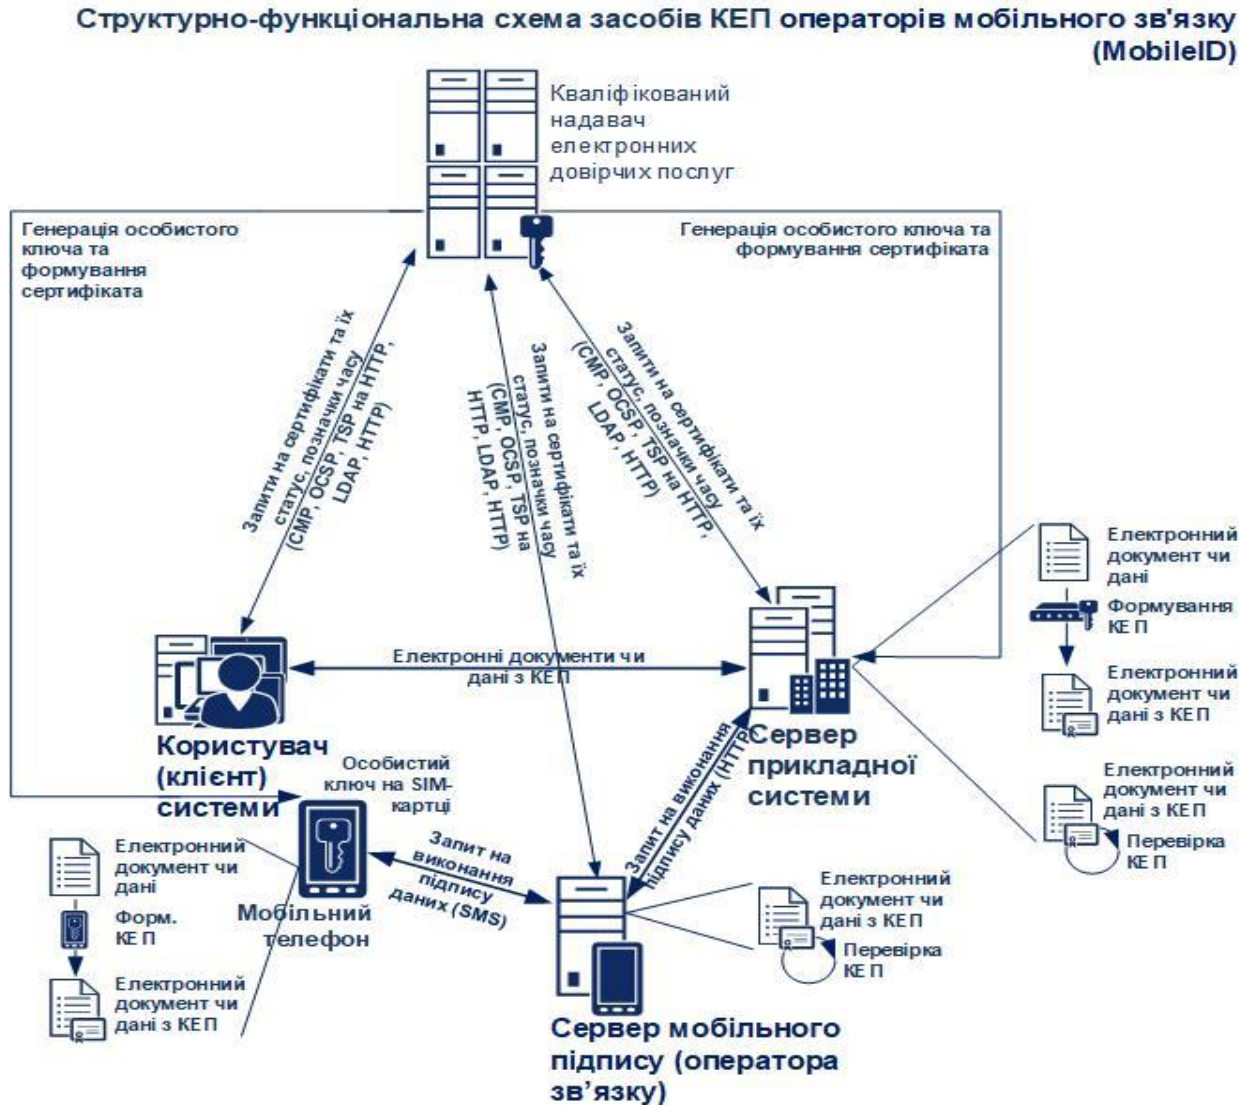 Структурно-функціональна схема засобів КЕП операторів мобільного зв'язку
(MobileID)
Кваліфікований
надавач
електронних
довірчих послуг
Генерація особистого
ключа та
формування
сертифіката
Генерація особистого ключа та
формування сертифіката
Запити на сертифікати та їх
статус, позначки часу
(CMP, OCSP, TSP на HTTP,
LDAP, HTTP)
Запити на сертифікати та їх
статус, позначки часу
(CMP, OCSP, TSP на
HTTP, LDAP, HTTP)
Запити на сертифікати та їх
статус, позначки часу
(CMP, OCSP, TSP на HTTP,
LDAP, HTTP)
Електронний
документ чи
дані
Формування
КЕП
Електронний
документ чи
дані з КЕП
Електронні документи чи
дані з КЕП
Користувач
(клієнт)
системи
Сервер
прикладної
системи
Електронний
документ чи
дані з КЕП
Перевірка
КЕП
Особистий
ключ на SIM-
картці
Запит на виконання
підпису даних (HTTP)
Запит на
виконання
підпису
даних (SMS)
Електронний
документ чи
дані
Форм.
КЕП
Електронний
документ чи
дані з КЕП
Мобільний
телефон
Електронний
документ чи
дані з КЕП
Перевірка
КЕП
Сервер мобільного
підпису (оператора
зв’язку)